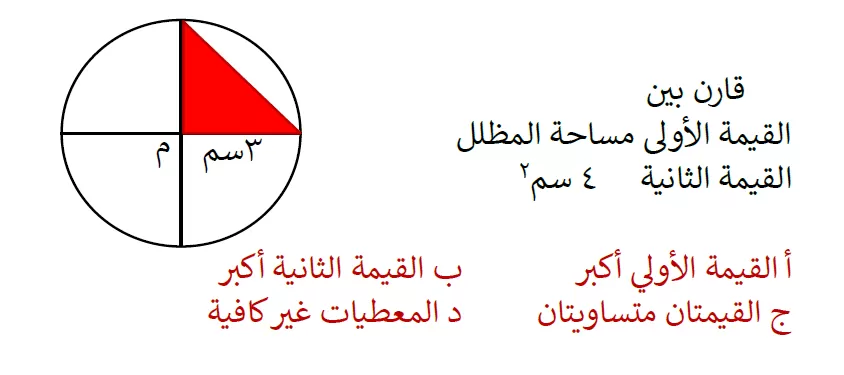 قارن بين
القيمة الأولى مساحة المظلل
القيمة الثانية ٤ سم٢
م ٣سم
أ القيمة الأولي أكبر ب القيمة الثانية أكبر
ج القيمتان متساويتان د المعطيات غير كافية